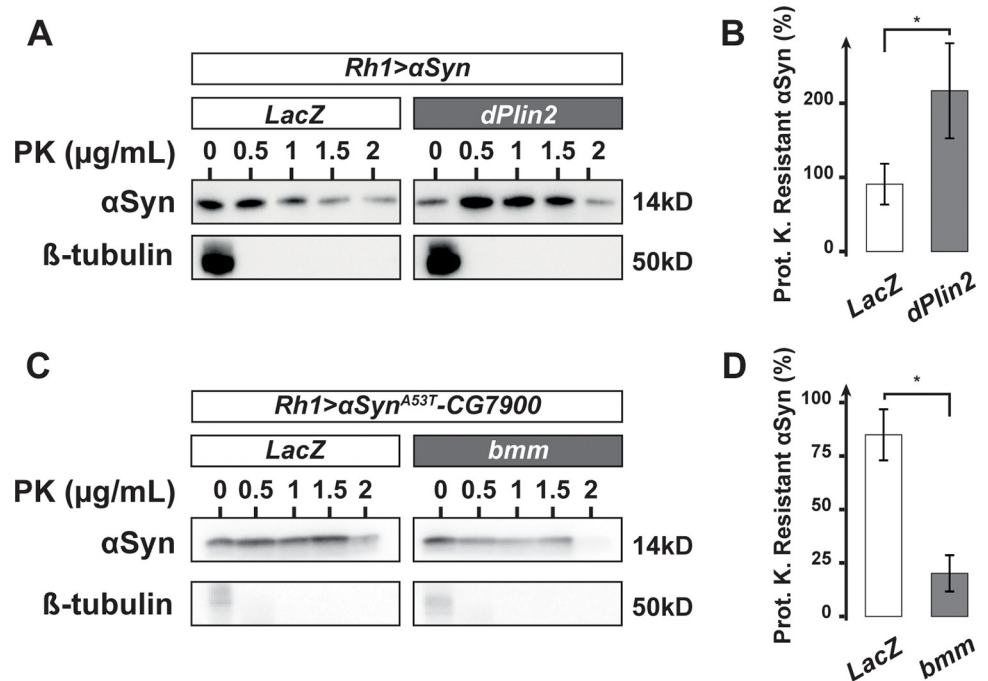 A
Rh1>αSyn
LacZ dPlin2
PK (µg/mL) 0 0.5 1 1.5 2 0 0.5 1 1.5 2
αSyn 14kD
ß-tubulin 50kD
B
Prot. K. Resistant αSyn (%)
*
200
100
0
LacZ dPlin2
C
Rh1>αSynᴬ⁵³ᵀ-CG7900
LacZ bmm
PK (µg/mL) 0 0.5 1 1.5 2 0 0.5 1 1.5 2
αSyn 14kD
ß-tubulin 50kD
D
Prot. K. Resistant αSyn (%)
*
100
75
50
25
0
LacZ bmm